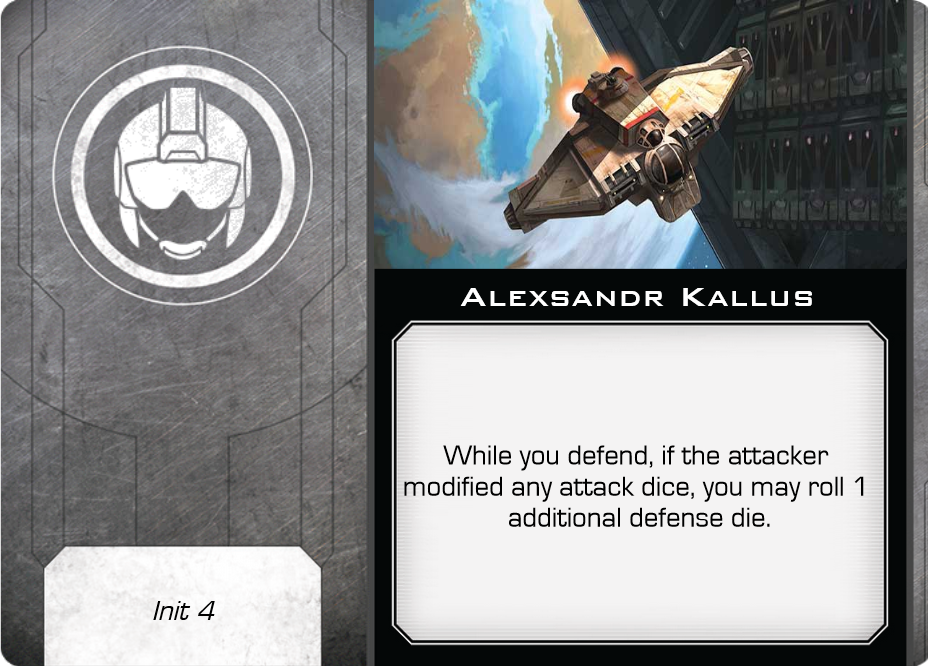 Alexsandr Kallus
While you defend, if the attacker
modified any attack dice, you may roll 1
additional defense die.
Init 4